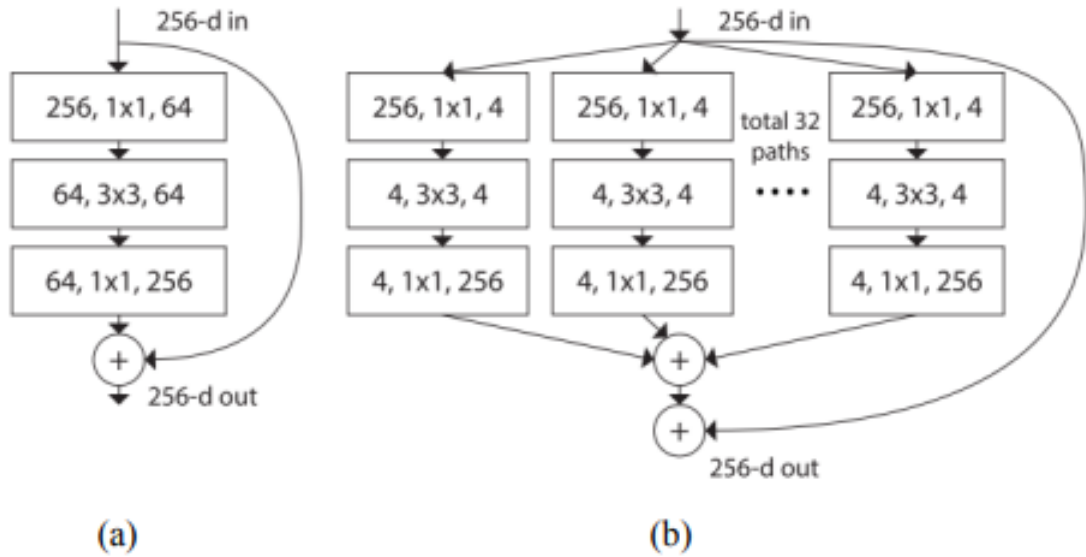 256-d in
256, 1x1, 64
64, 3x3, 64
64, 1x1, 256
+
256-d out
(a)
256-d in
256, 1x1, 4
256, 1x1, 4
total 32
paths
....
256, 1x1, 4
4, 3x3, 4
4, 3x3, 4
4, 3x3, 4
4, 1x1, 256
4, 1x1, 256
4, 1x1, 256
+
+
256-d out
(b)